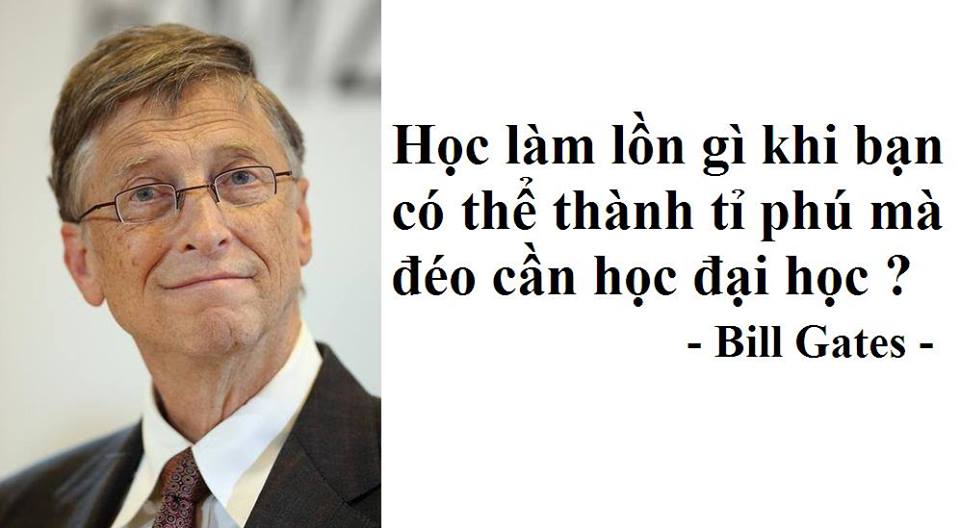 Học làm lồn gì khi bạn
có thể thành tỉ phú mà
đéo cần học đại học ?
- Bill Gates -